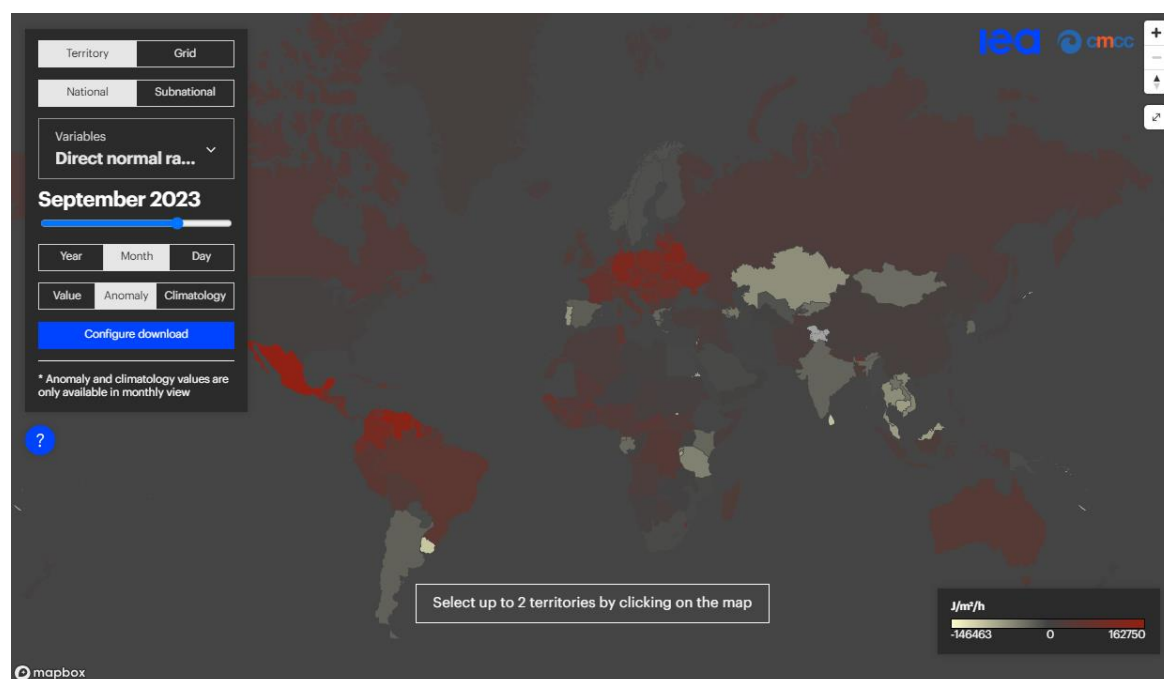 Territory Grid
National Subnational
Variables
Direct normal ra...
September 2023
Year Month Day
Value Anomaly Climatology
Configure download
* Anomaly and climatology values are
only available in monthly view
?
iea cmcc
Select up to 2 territories by clicking on the map
J/m²/h
-146463 0 162750
mapbox